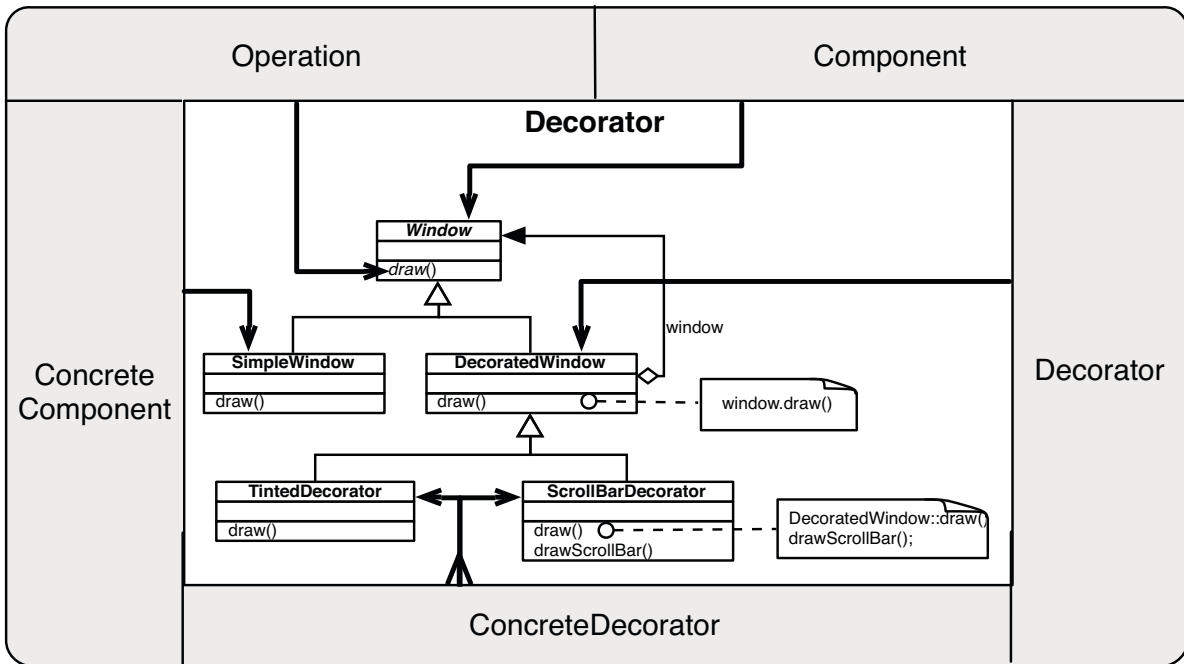 Operation
Component
Decorator
Window
draw()
window
SimpleWindow
draw()
DecoratedWindow
draw()
window.draw()
Concrete
Component
Decorator
TintedDecorator
draw()
ScrollBarDecorator
draw()
drawScrollBar()
DecoratedWindow::draw()
drawScrollBar();
ConcreteDecorator